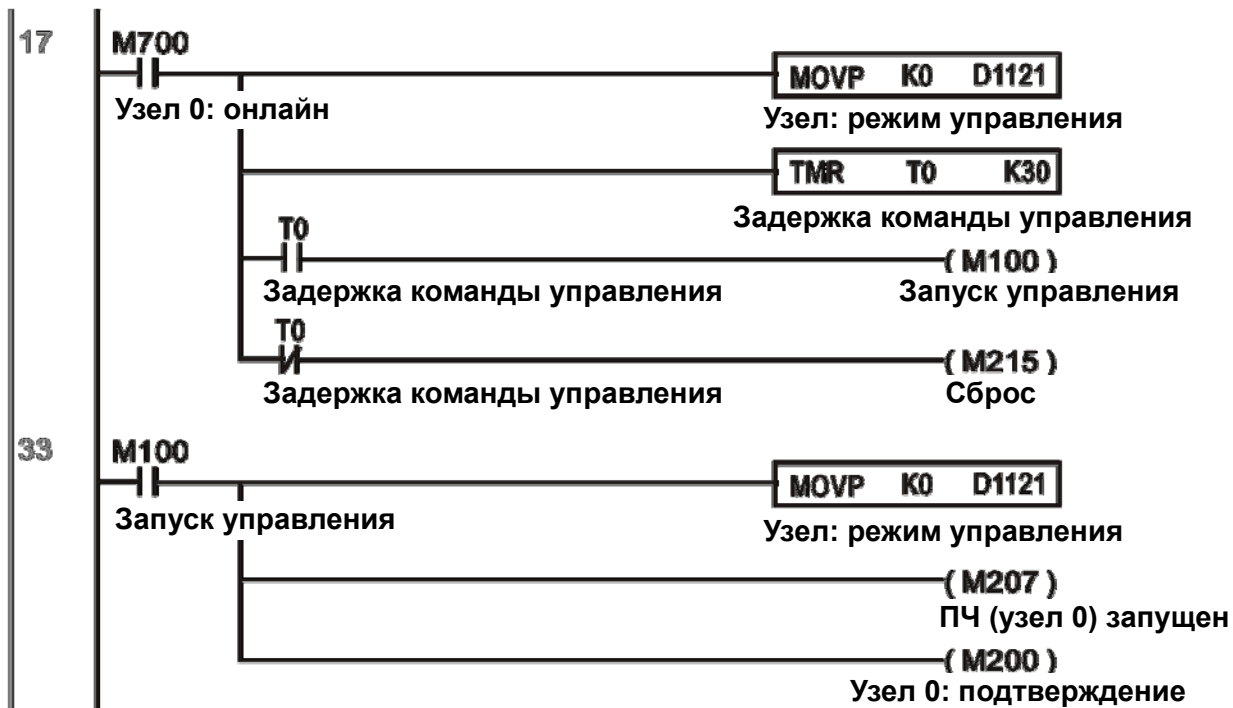 17
M700
MOVP K0 D1121
Узел 0: онлайн
Узел: режим управления
TMR T0 K30
Задержка команды управления
T0
( M100 )
Задержка команды управления Запуск управления
T0
( M215 )
Задержка команды управления Сброс
33
M100
MOVP K0 D1121
Запуск управления
Узел: режим управления
( M207 )
ПЧ (узел 0) запущен
( M200 )
Узел 0: подтверждение